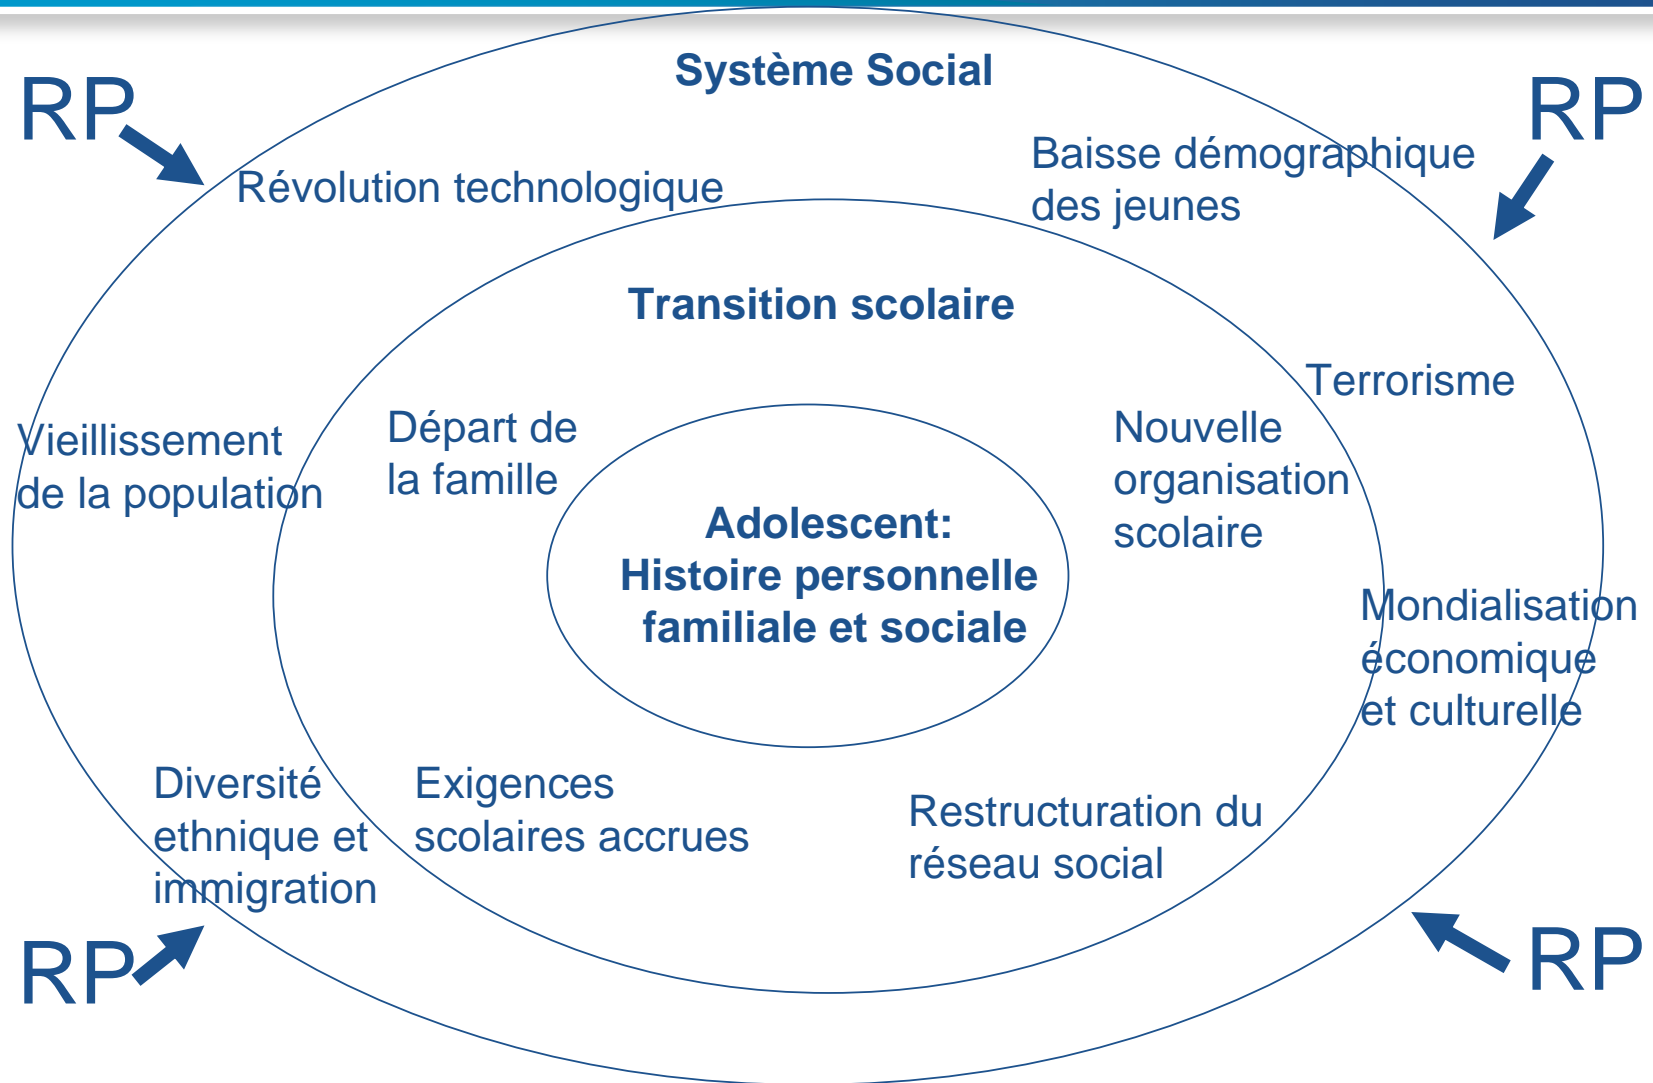 Système Social
RP
RP
Révolution technologique
Baisse démographique
des jeunes
Transition scolaire
Terrorisme
Vieillissement
de la population
Départ de
la famille
Nouvelle
organisation
scolaire
Adolescent:
Histoire personnelle
familiale et sociale
Mondialisation
économique
et culturelle
Diversité
ethnique et
immigration
Exigences
scolaires accrues
Restructuration du
réseau social
RP
RP